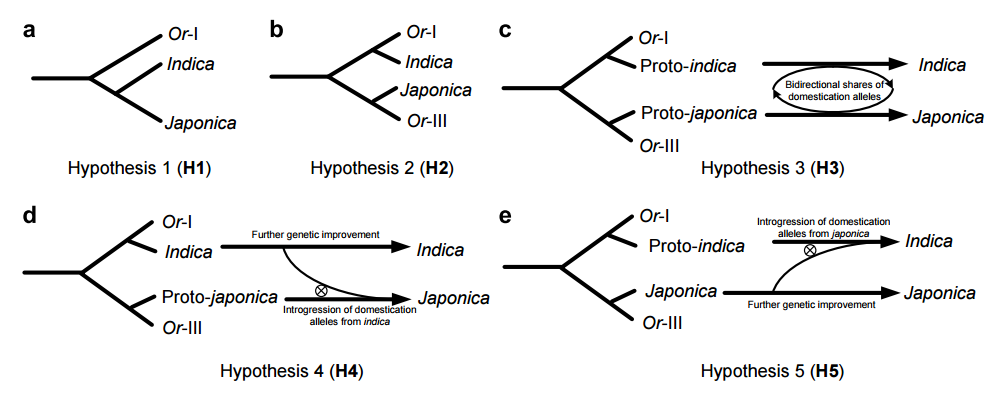 a
Or-I
Indica
Japonica
Hypothesis 1 (H1)
b
Or-I
Indica
Japonica
Or-III
Hypothesis 2 (H2)
c
Or-I
Proto-indica
Proto-japonica
Or-III
Bidirectional shares of
domestication alleles
Indica
Japonica
Hypothesis 3 (H3)
d
Or-I
Indica
Proto-japonica
Or-III
Further genetic improvement
Indica
Japonica
Introgression of domestication
alleles from indica
Hypothesis 4 (H4)
e
Or-I
Proto-indica
Japonica
Or-III
Introgression of domestication
alleles from japonica
Indica
Japonica
Further genetic improvement
Hypothesis 5 (H5)